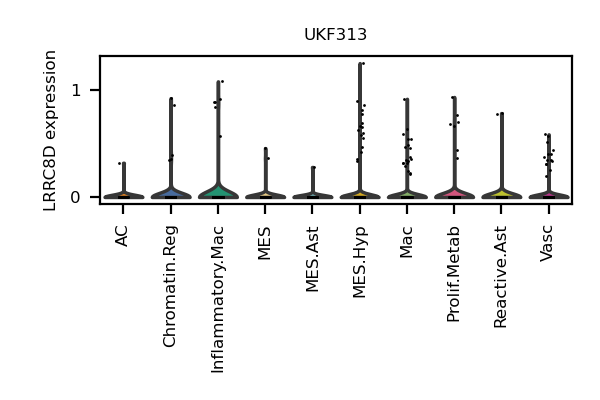 UKF313
LRRC8D expression
1
0
AC
Chromatin.Reg
Inflammatory.Mac
MES
MES.Ast
MES.Hyp
Mac
Prolif.Metab
Reactive.Ast
Vasc